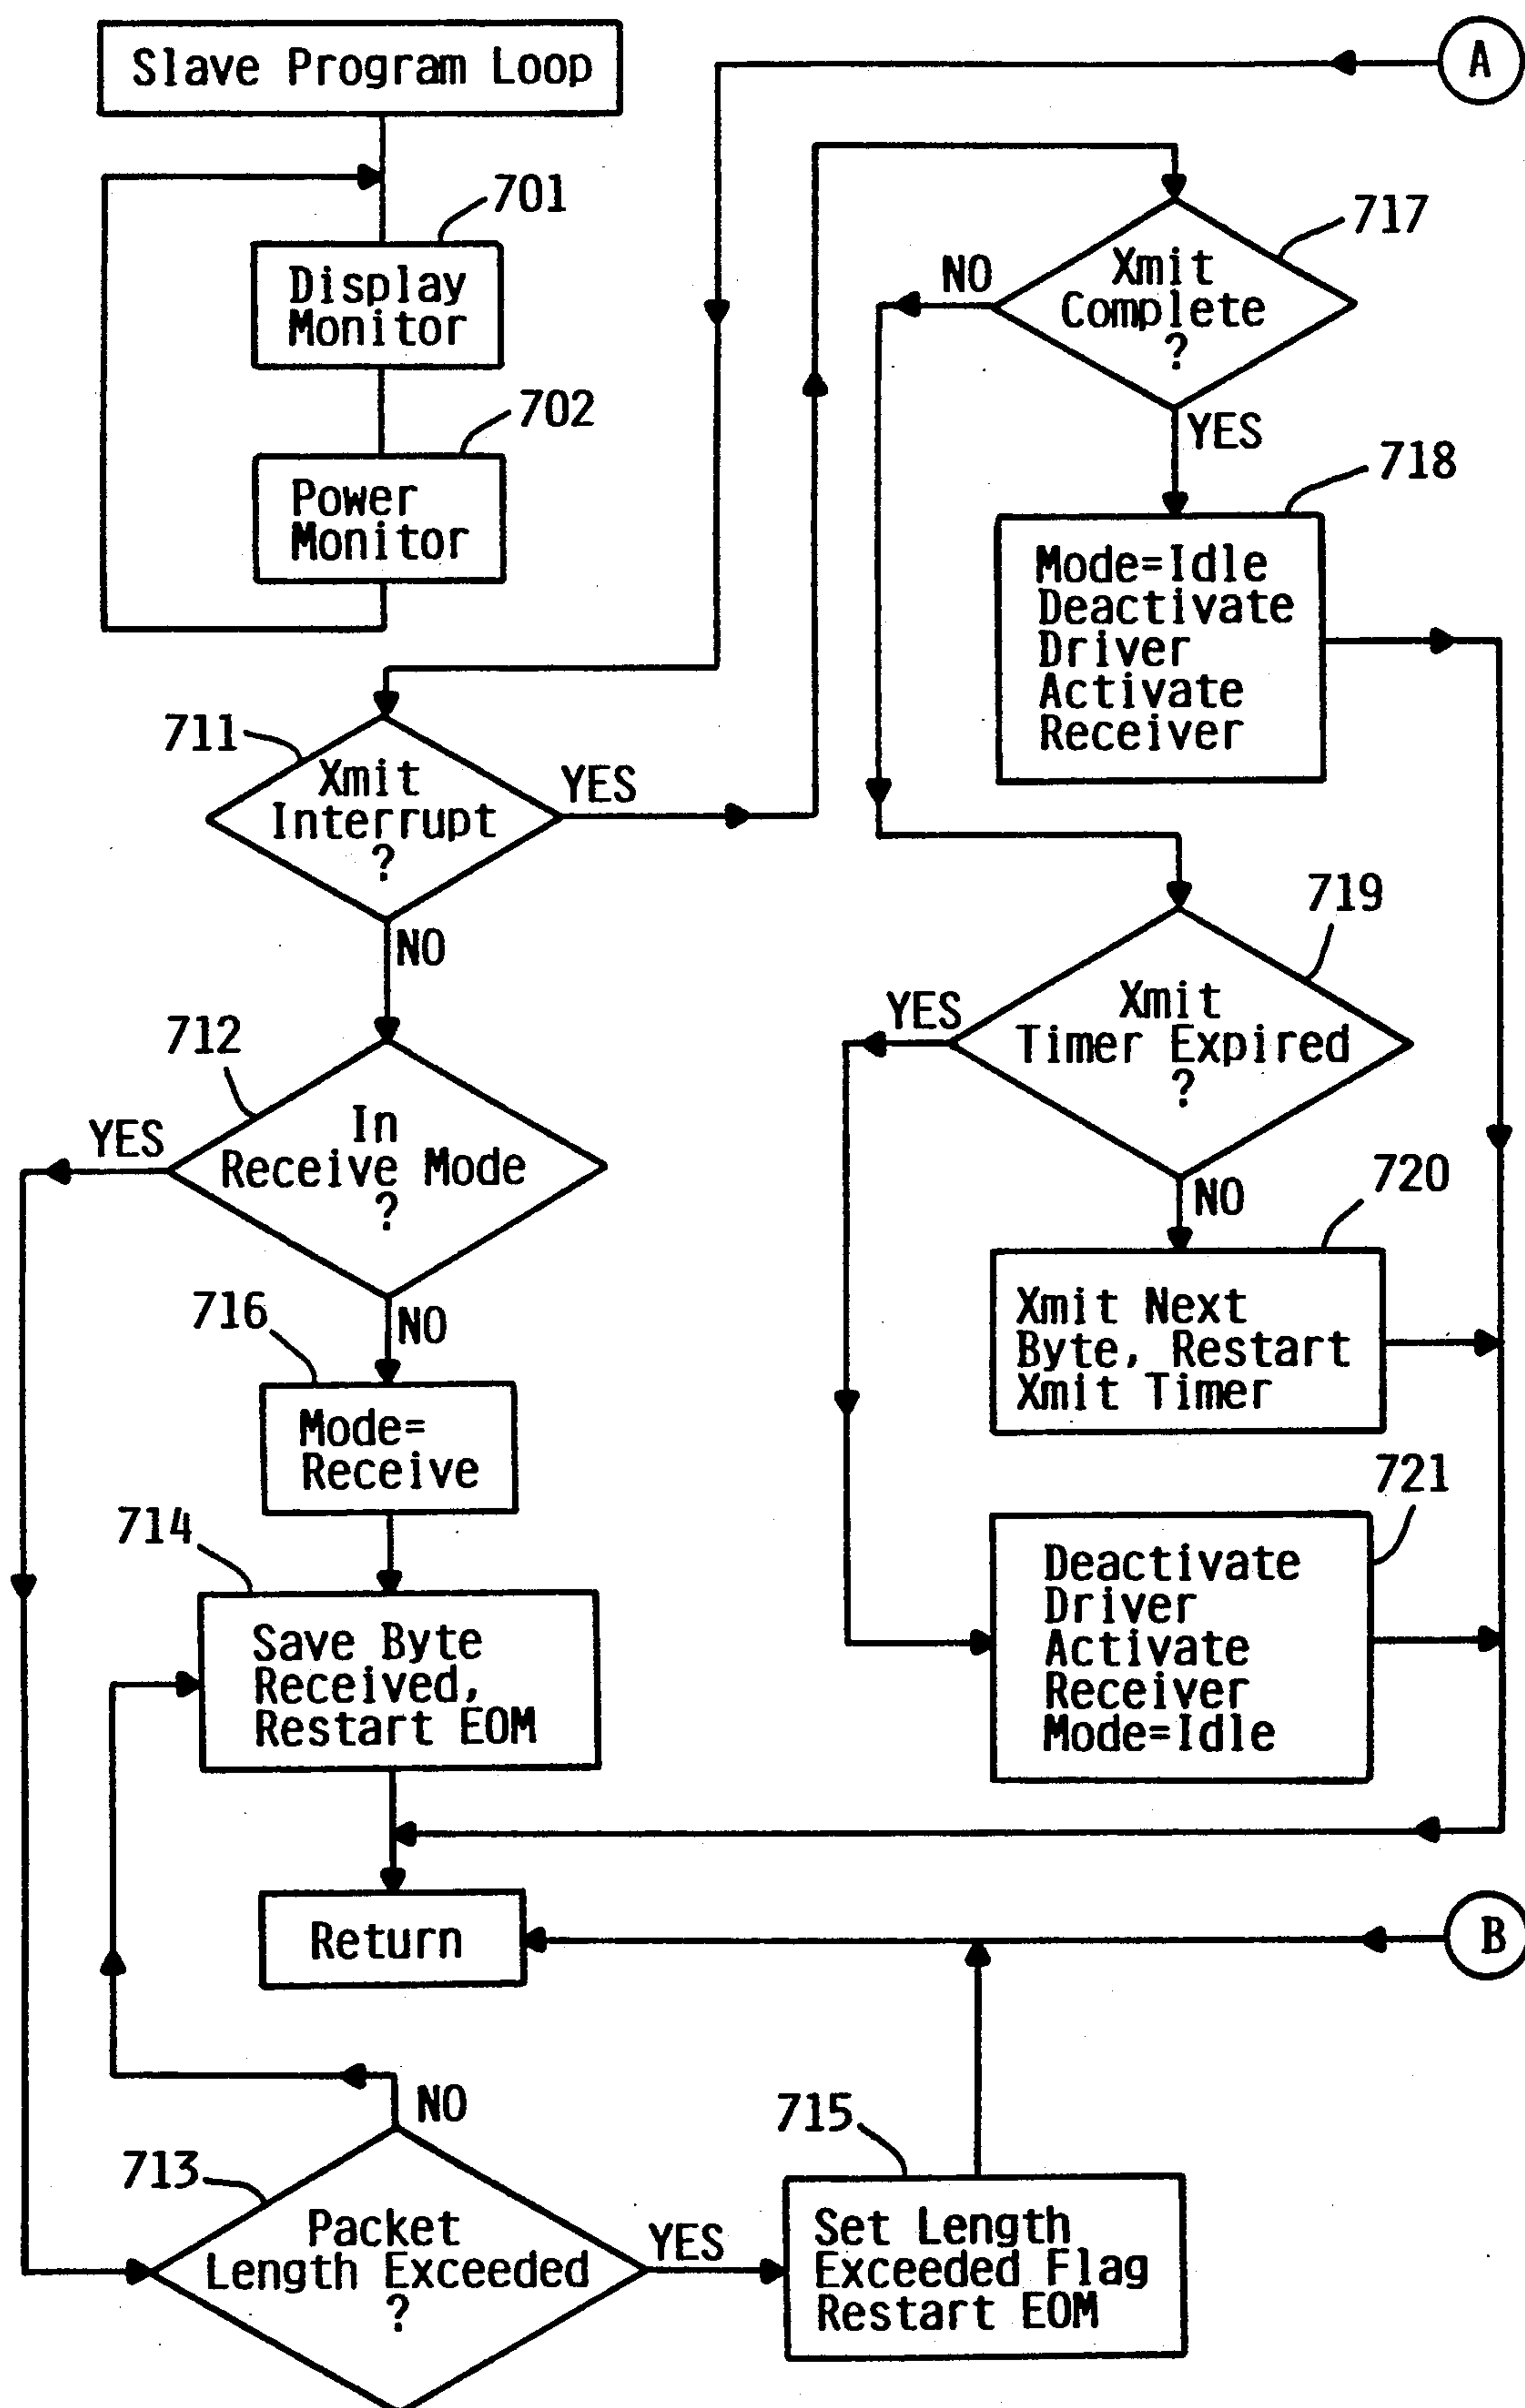 Slave Program Loop
A
701
Display
Monitor
702
Power
Monitor
717
Xmit
Complete
?
NO
YES
718
Mode=Idle
Deactivate
Driver
Activate
Receiver
711
Xmit
Interrupt
?
YES
NO
719
Xmit
Timer Expired
?
YES
NO
712
In
Receive Mode
?
YES
NO
720
Xmit Next
Byte, Restart
Xmit Timer
716
Mode=
Receive
721
Deactivate
Driver
Activate
Receiver
Mode=Idle
714
Save Byte
Received,
Restart EOM
Return
B
713
Packet
Length Exceeded
?
NO
YES
715
Set Length
Exceeded Flag
Restart EOM